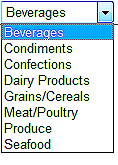 Beverages
Beverages
Condiments
Confections
Dairy Products
Grains/Cereals
Meat/Poultry
Produce
Seafood